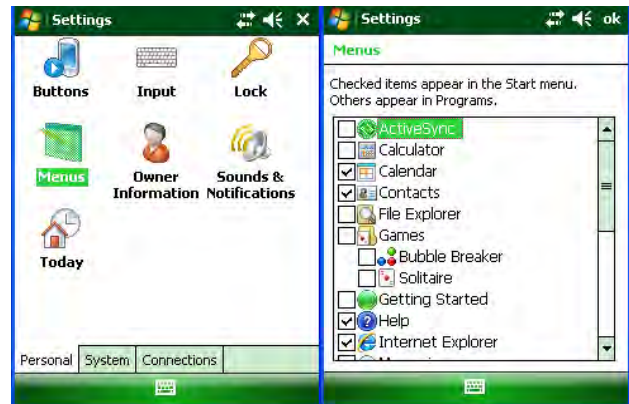 Settings
Buttons
Input
Lock
Menus
Owner
Information
Sounds &
Notifications
Today
Personal
System
Connections
Settings
ok
Menus
Checked items appear in the Start menu.
Others appear in Programs.
ActiveSync
Calculator
Calendar
Contacts
File Explorer
Games
Bubble Breaker
Solitaire
Getting Started
Help
Internet Explorer